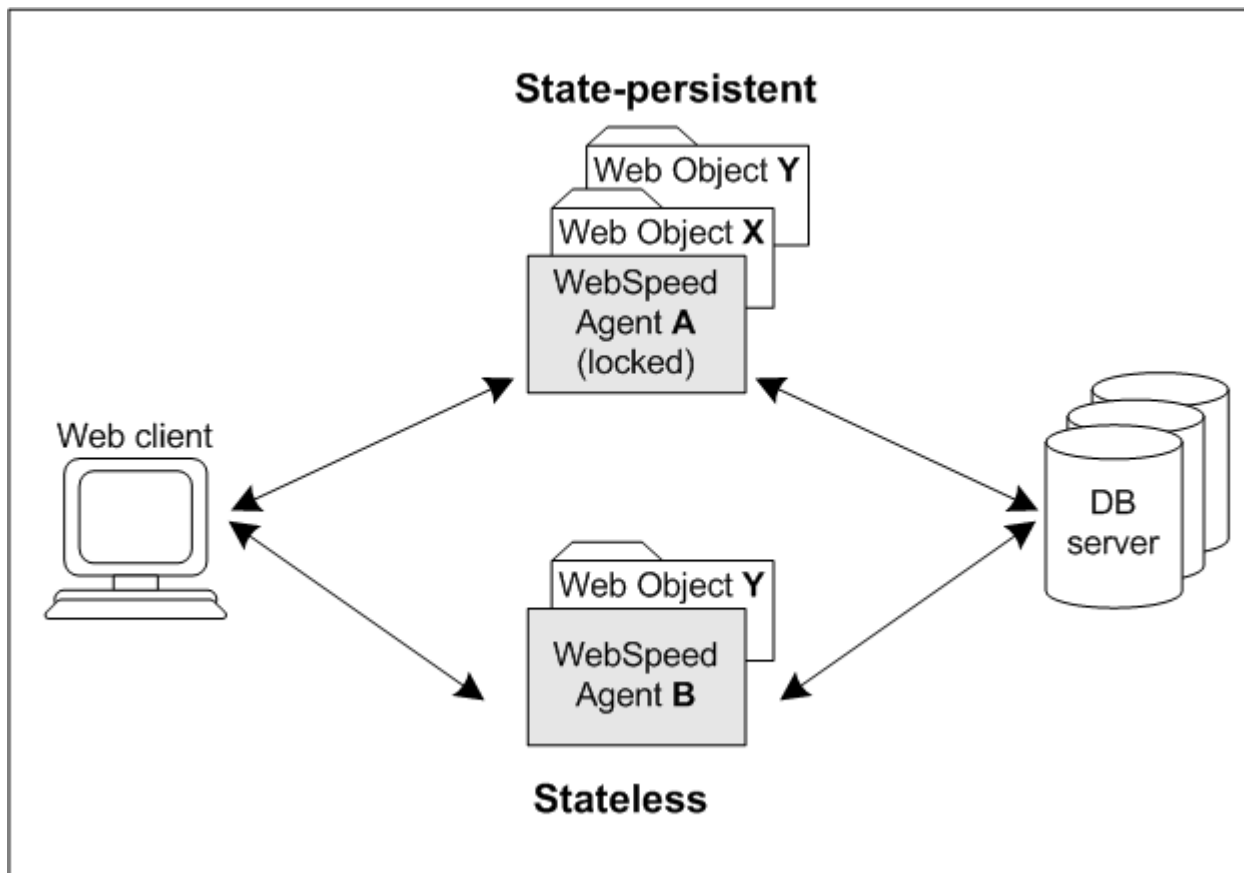 State-persistent
Web Object Y
Web Object X
WebSpeed
Agent A
(locked)
Web client
DB
server
Web Object Y
WebSpeed
Agent B
Stateless